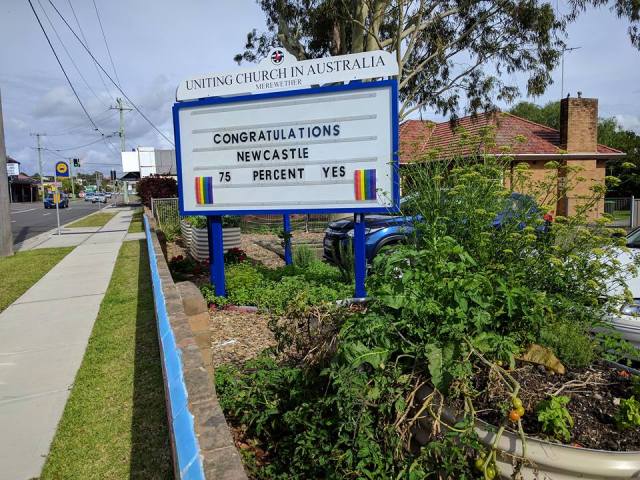 UNITING CHURCH IN AUSTRALIA
MEREWETHER
CONGRATULATIONS
NEWCASTLE
75 PERCENT YES